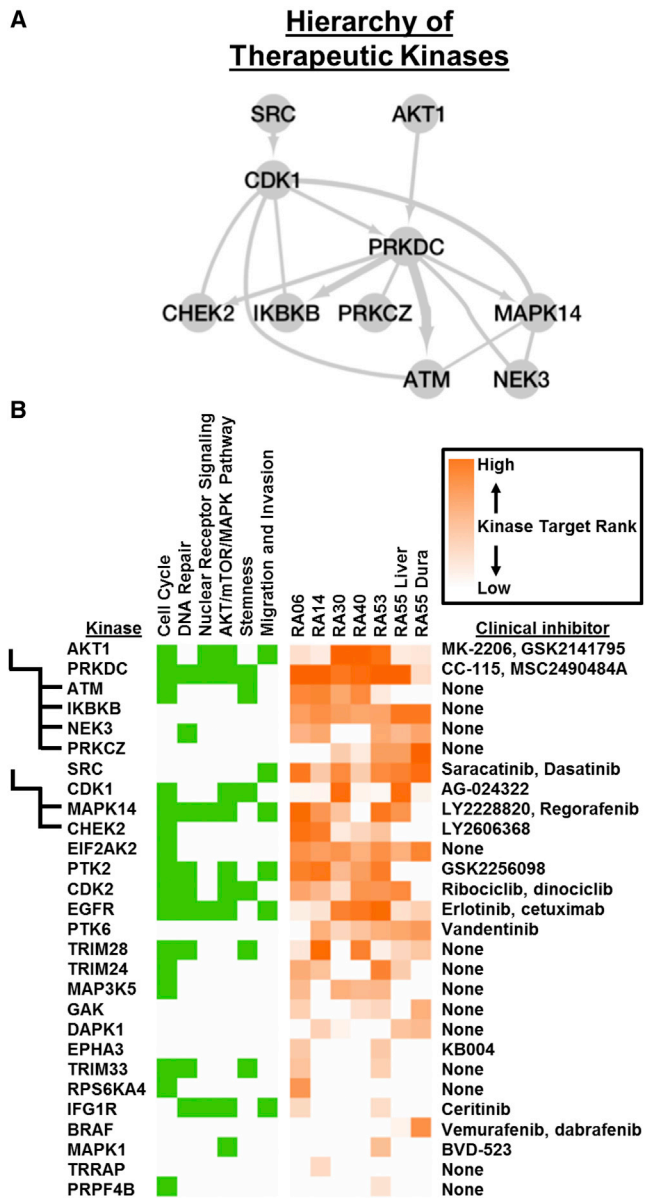 A
Hierarchy of
Therapeutic Kinases
SRC
AKT1
CDK1
PRKDC
CHEK2
IKBKB
PRKCZ
MAPK14
ATM
NEK3
B
Cell Cycle
DNA Repair
Nuclear Receptor Signaling
AKT/mTOR/MAPK Pathway
Stemness
Migration and Invasion
RA06
RA14
RA30
RA40
RA53
RA55 Liver
RA55 Dura
High
Kinase Target Rank
Low
Kinase
Clinical inhibitor
AKT1 MK-2206, GSK2141795
PRKDC CC-115, MSC2490484A
ATM None
IKBKB None
NEK3 None
PRKCZ None
SRC Saracatinib, Dasatinib
CDK1 AG-024322
MAPK14 LY2228820, Regorafenib
CHEK2 LY2606368
EIF2AK2 None
PTK2 GSK2256098
CDK2 Ribociclib, dinociclib
EGFR Erlotinib, cetuximab
PTK6 Vandentinib
TRIM28 None
TRIM24 None
MAP3K5 None
GAK None
DAPK1 None
EPHA3 KB004
TRIM33 None
RPS6KA4 None
IFG1R Ceritinib
BRAF Vemurafenib, dabrafenib
MAPK1 BVD-523
TRRAP None
PRPF4B None